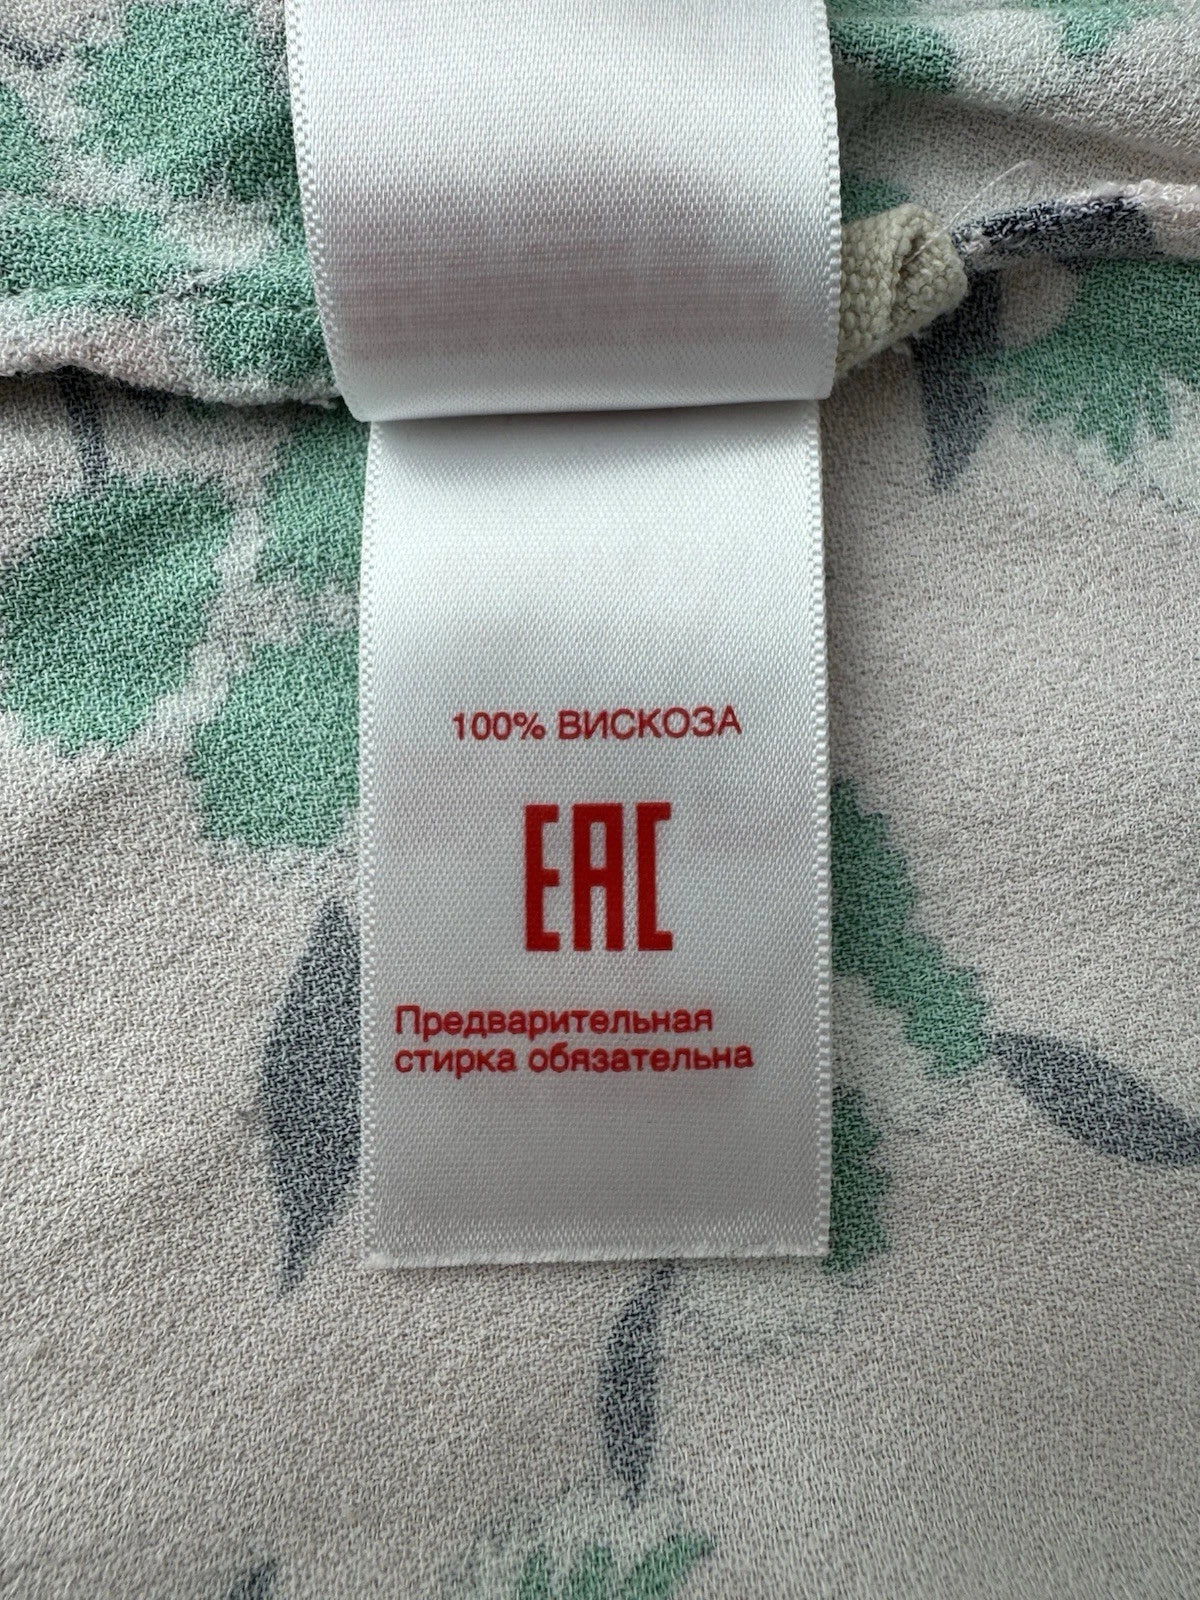 100% ВИСКОЗА
EAC
Предварительная
стирка обязательна